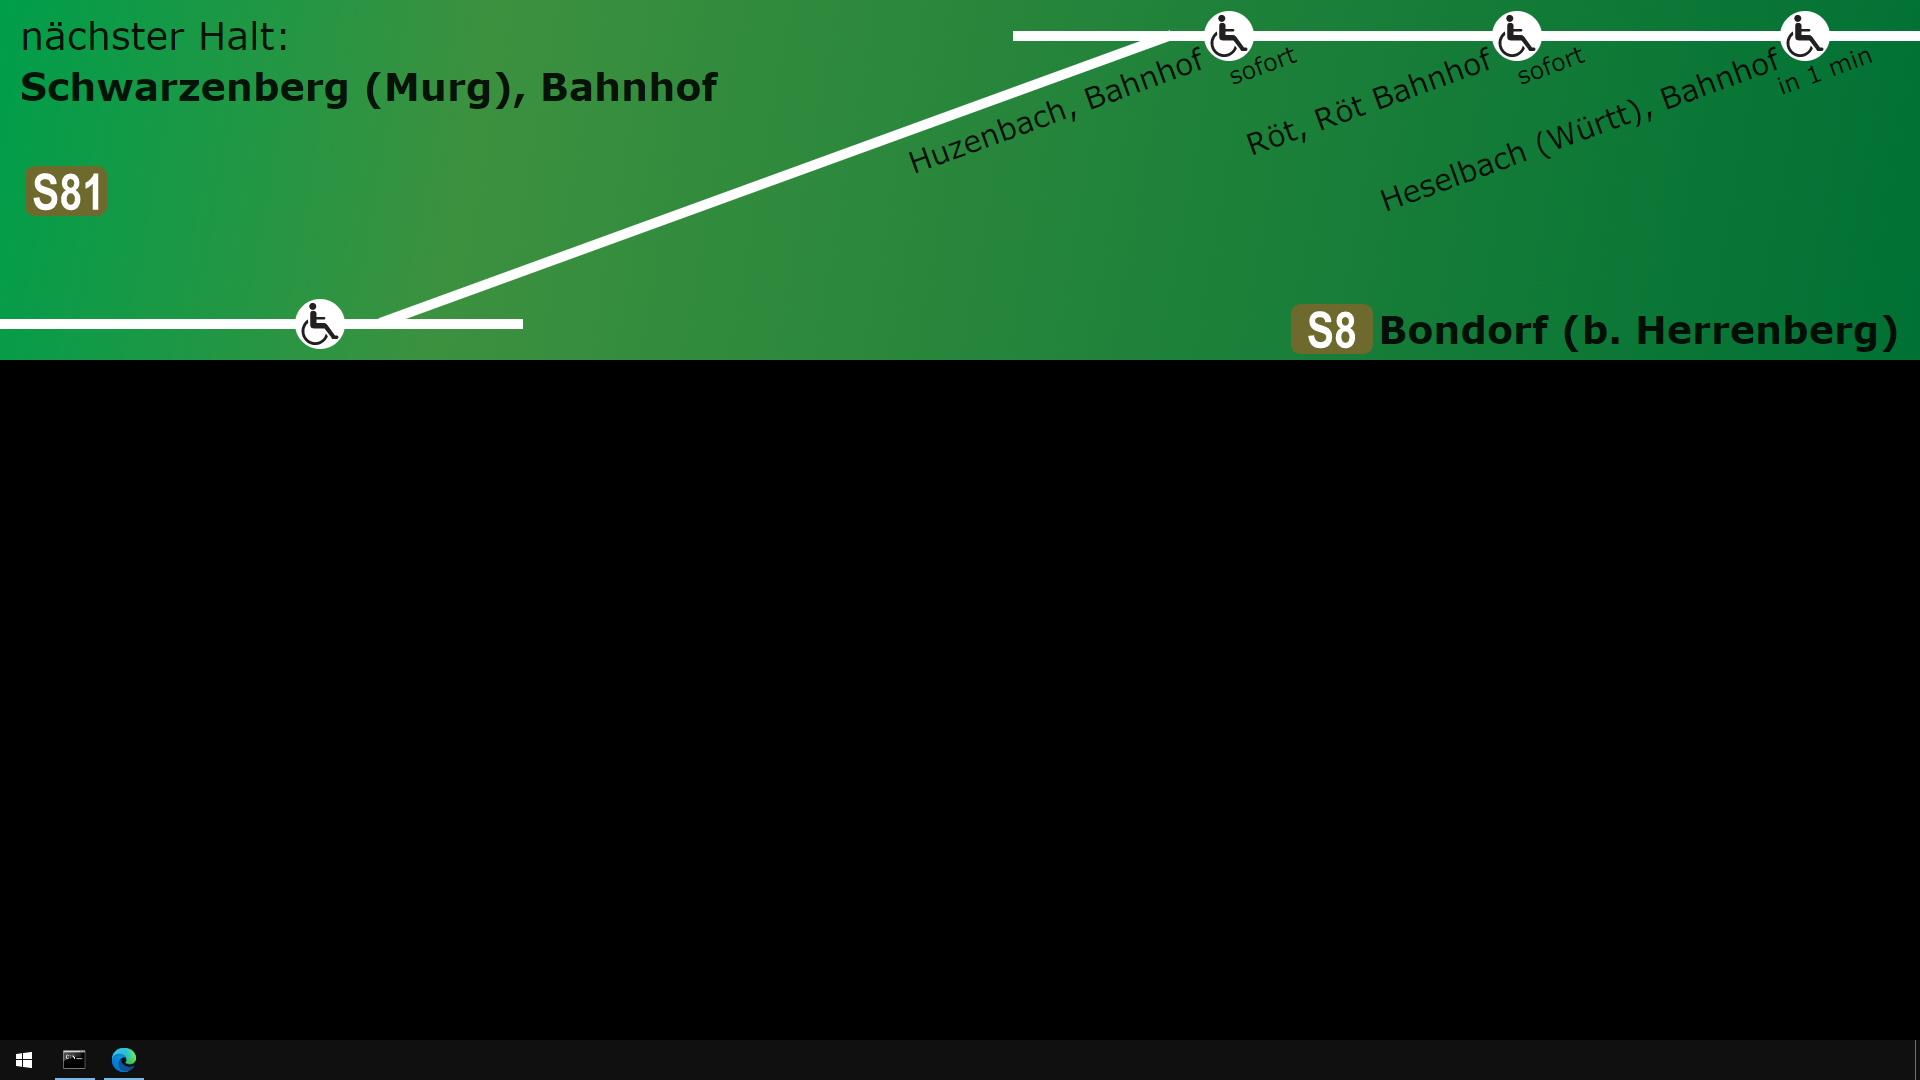 nächster Halt:
Schwarzenberg (Murg), Bahnhof
S81
Huzenbach, Bahnhof
sofort
Röt, Röt Bahnhof
sofort
Heselbach (Württ), Bahnhof
in 1 min
S8 Bondorf (b. Herrenberg)